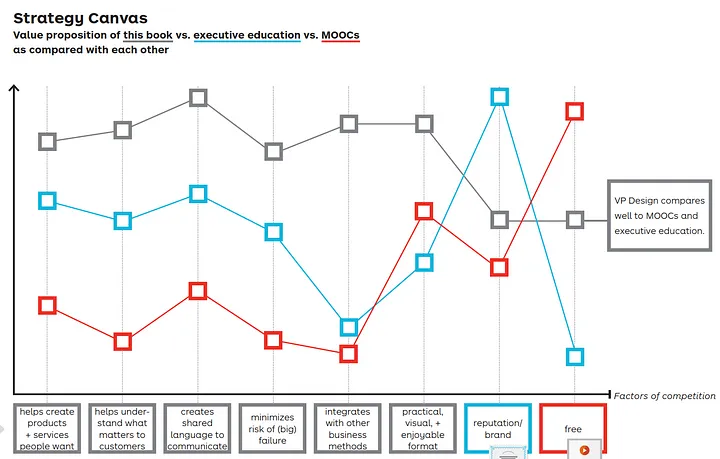 Strategy Canvas
Value proposition of this book vs. executive education vs. MOOCs
as compared with each other
VP Design compares
well to MOOCs and
executive education.
Factors of competition
helps create
products
+ services
people want
helps under-
stand what
matters to
customers
creates
shared
language to
communicate
minimizes
risk of (big)
failure
integrates
with other
business
methods
practical,
visual, +
enjoyable
format
reputation/
brand
free